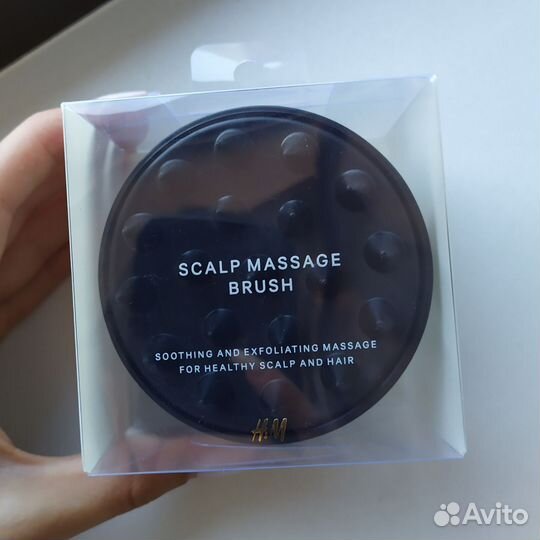 SCALP MASSAGE
BRUSH
SOOTHING AND EXFOLIATING MASSAGE
FOR HEALTHY SCALP AND HAIR
H&M
Avito